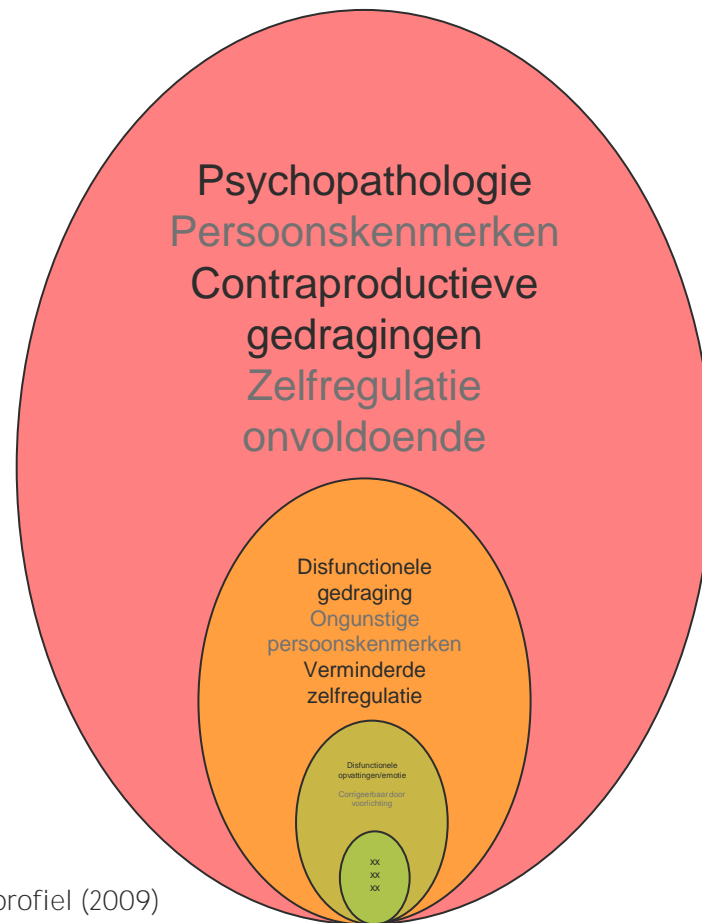 Psychopathologie
Persoonskenmerken
Contraproductieve
gedragingen
Zelfregulatie
onvoldoende
Disfunctionele
gedraging
Ongunstige
persoonskenmerken
Verminderde
zelfregulatie
Disfunctionele
opvattingen/emotie
Corrigeerbaar door
voorlichting
xx
xx
xx
profiel (2009)